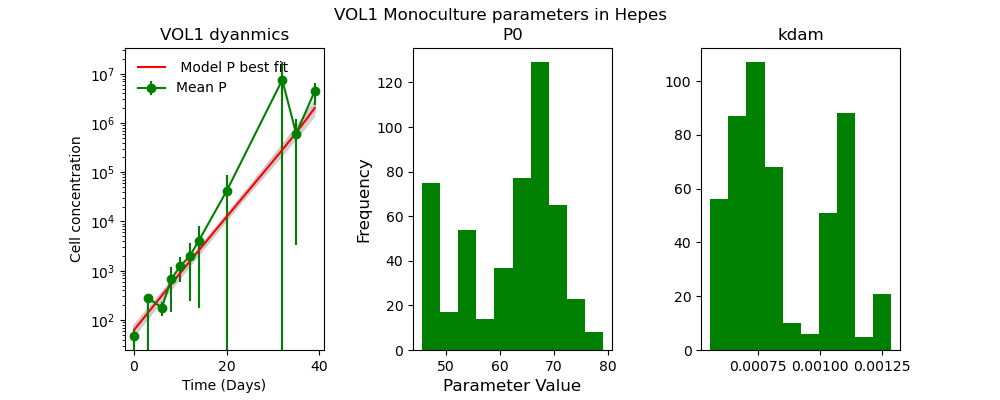 VOL1 Monoculture parameters in Hepes
VOL1 dyanmics
P0
kdam
Model P best fit
Mean P
Cell concentration
10^7
10^6
10^5
10^4
10^3
10^2
0
20
40
Time (Days)
Frequency
120
100
80
60
40
20
0
50
60
70
80
Parameter Value
100
80
60
40
20
0
0.00075
0.00100
0.00125